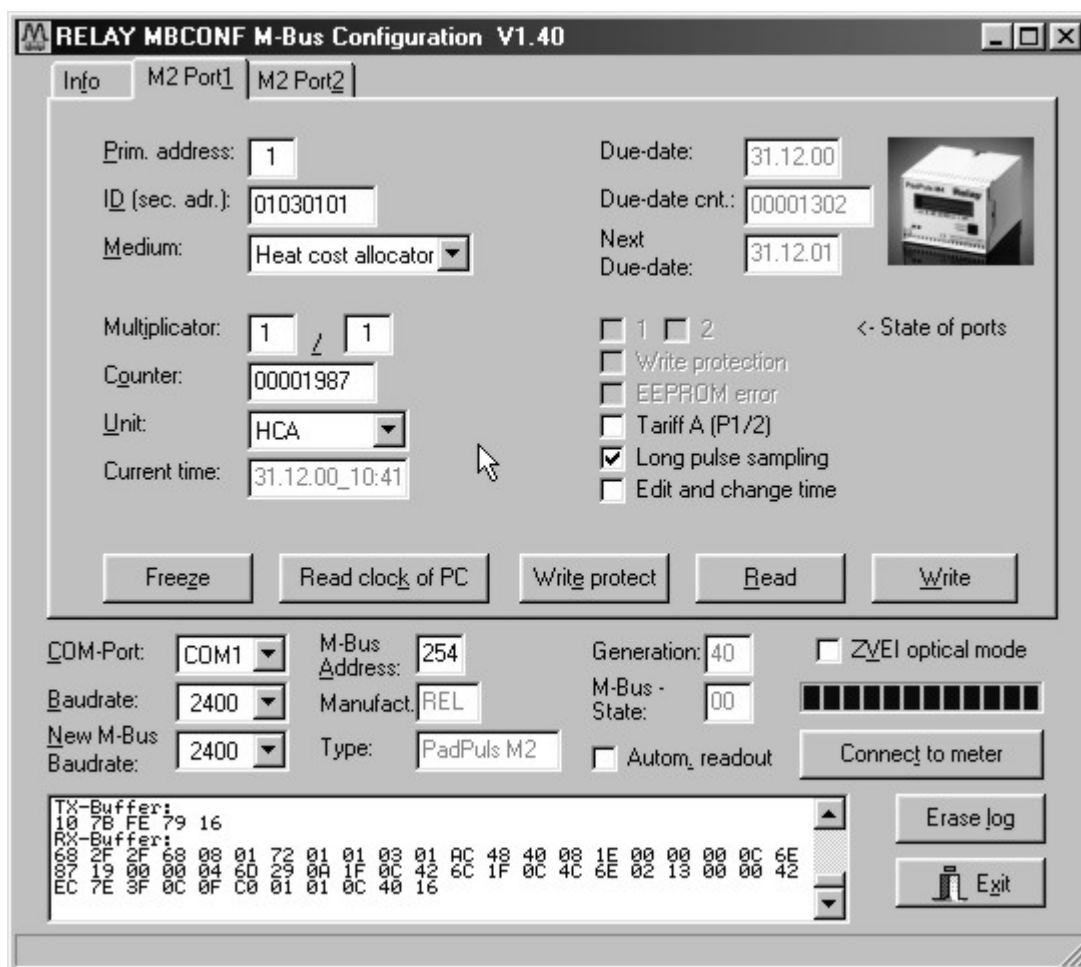 RELAY MBCONF M-Bus Configuration V1.40
Info M2 Port1 M2 Port2
Prim. address: 1
ID (sec. adr.): 01030101
Medium: Heat cost allocator
Due-date: 31.12.00
Due-date cnt.: 00001302
Next
Due-date: 31.12.01
PadPuls M4 Relay
Multiplicator: 1 / 1
Counter: 00001987
Unit: HCA
Current time: 31.12.00_10:41
1 2 <- State of ports
Write protection
EEPROM error
Tariff A (P1/2)
Long pulse sampling
Edit and change time
Freeze Read clock of PC Write protect Read Write
COM-Port: COM1
Baudrate: 2400
New M-Bus
Baudrate: 2400
M-Bus
Address: 254
Manufact. REL
Type: PadPuls M2
Generation: 40
M-Bus -
State: 00
Autom. readout
ZVEI optical mode
Connect to meter
TX-Buffer:
10 7B FE 79 16
RX-Buffer:
68 2F 2F 68 08 01 72 01 01 03 01 AC 48 40 08 1E 00 00 00 0C 6E
87 19 00 00 04 6D 29 0A 1F 0C 42 6C 1F 0C 4C 6E 02 13 00 00 42
EC 7E 3F 0C 0F C0 01 01 0C 40 16
Erase log
Exit